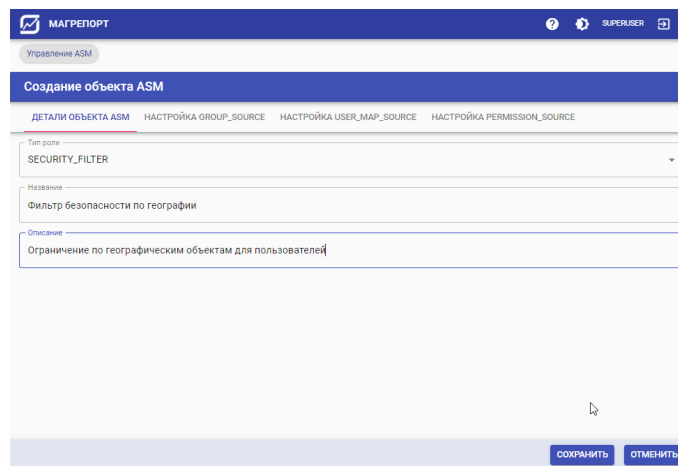 МАГРЕПОРТ
SUPERUSER
Управление ASM
Создание объекта ASM
ДЕТАЛИ ОБЪЕКТА ASM НАСТРОЙКА GROUP_SOURCE НАСТРОЙКА USER_MAP_SOURCE НАСТРОЙКА PERMISSION_SOURCE
Тип роли
SECURITY_FILTER
Название
Фильтр безопасности по географии
Описание
Ограничение по географическим объектам для пользователей
СОХРАНИТЬ ОТМЕНИТЬ